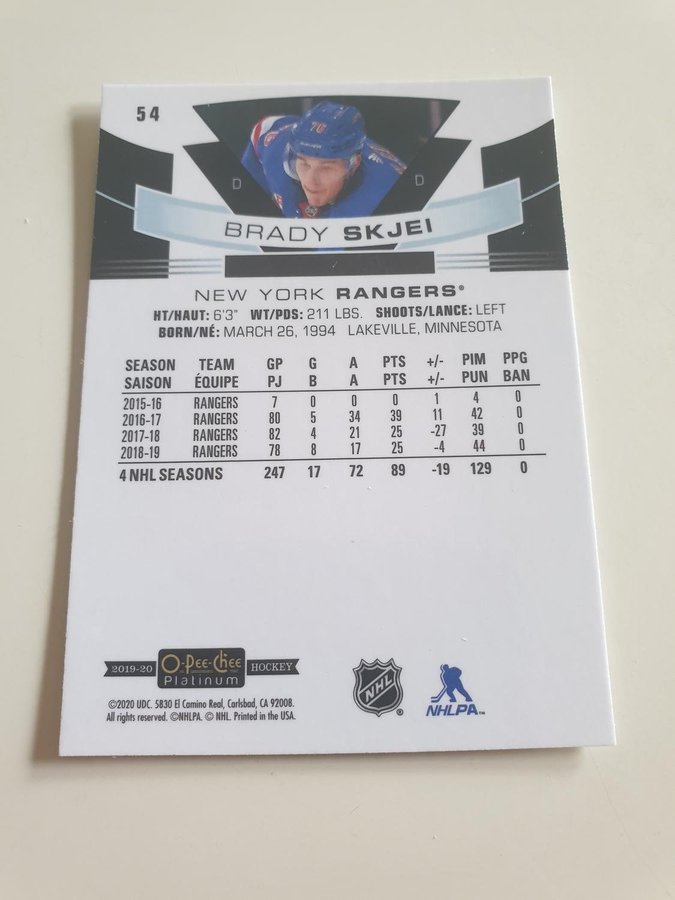 54
76
D D
BRADY SKJEI
NEW YORK RANGERS®
HT/HAUT: 6'3" WT/PDS: 211 LBS. SHOOTS/LANCE: LEFT
BORN/NÉ: MARCH 26, 1994 LAKEVILLE, MINNESOTA
SEASON TEAM GP G A PTS +/- PIM PPG
SAISON ÉQUIPE PJ B A PTS +/- PUN BAN
2015-16 RANGERS 7 0 0 0 1 4 0
2016-17 RANGERS 80 5 34 39 11 42 0
2017-18 RANGERS 82 4 21 25 -27 39 0
2018-19 RANGERS 78 8 17 25 -4 44 0
4 NHL SEASONS 247 17 72 89 -19 129 0
2019-20 O-Pee-Chee Platinum HOCKEY
NHL ®
NHLPA™
©2020 UDC. 5830 El Camino Real, Carlsbad, CA 92008.
All rights reserved. ©NHLPA. © NHL. Printed in the USA.